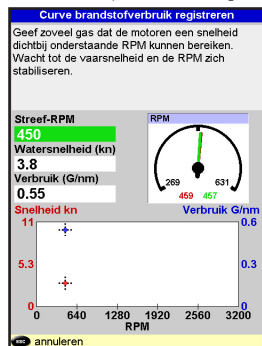 Curve brandstofverbruik registreren
Geef zoveel gas dat de motoren een snelheid
dichtbij onderstaande RPM kunnen bereiken.
Wacht tot de vaarsnelheid en de RPM zich
stabiliseren.
Streef-RPM
450
Watersnelheid (kn)
3.8
Verbruik (G/nm)
0.55
RPM
269 631
459 457
Snelheid kn Verbruik G/nm
11 0.6
5.3 0.3
0 0
0 640 1280 1920 2560 3200
RPM
ESC annuleren